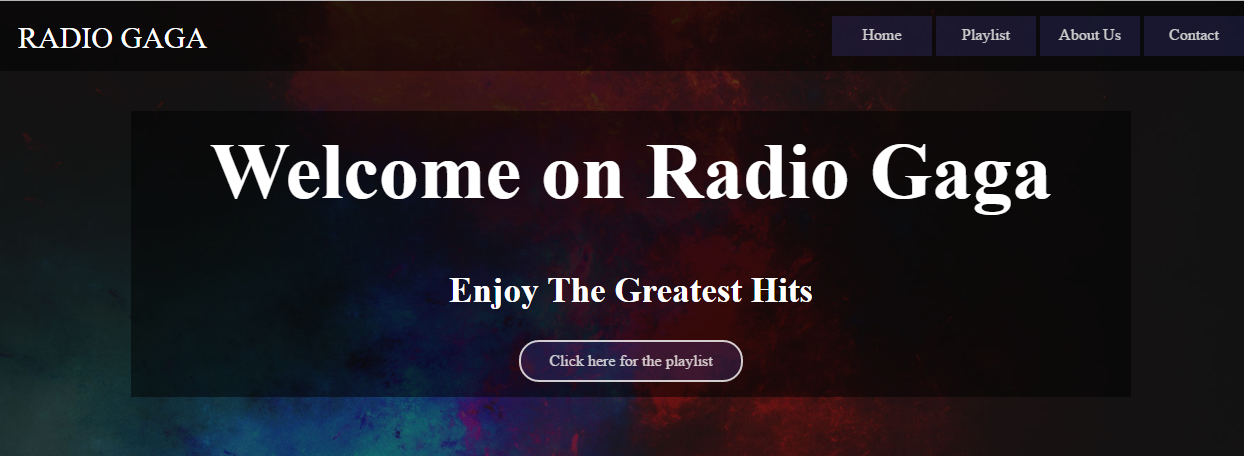 RADIO GAGA
Home Playlist About Us Contact
Welcome on Radio Gaga
Enjoy The Greatest Hits
Click here for the playlist